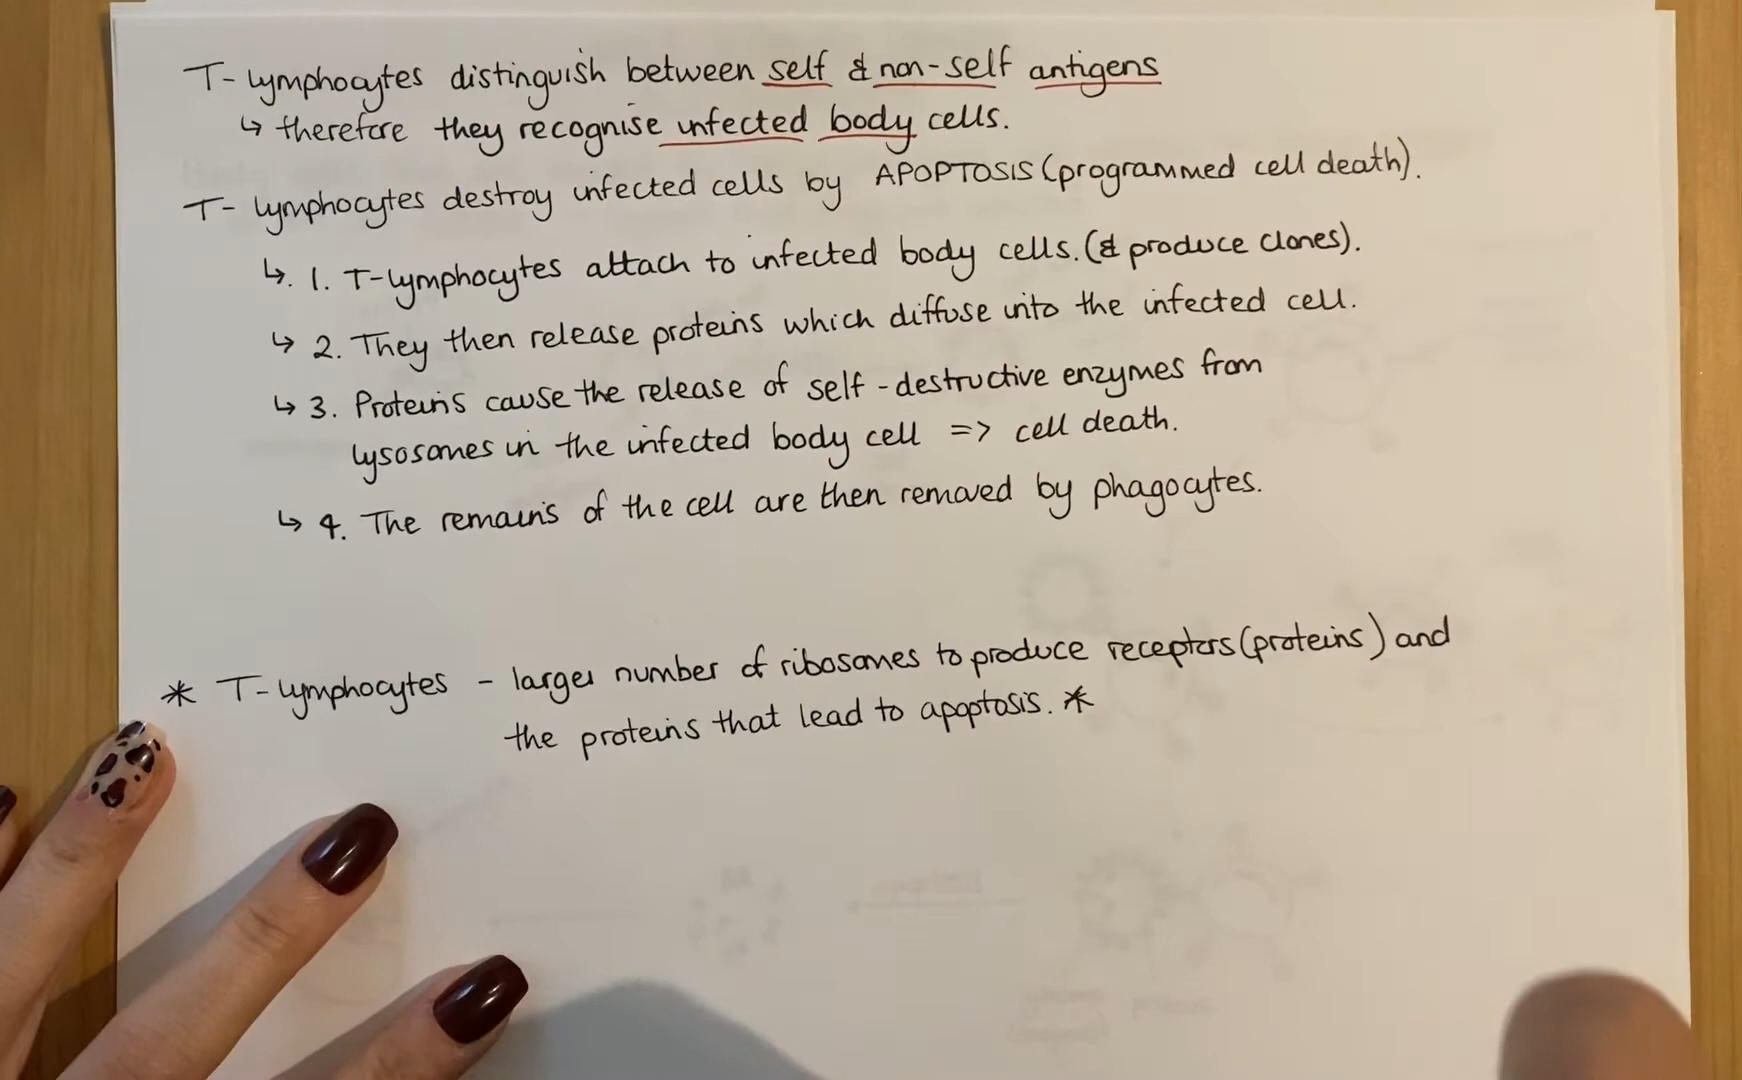 T- lymphocytes distinguish between self & non-self antigens
↳ therefore they recognise infected body cells.
T- lymphocytes destroy infected cells by APOPTOSIS (programmed cell death).
↳ 1. T-lymphocytes attach to infected body cells. (& produce clones).
↳ 2. They then release proteins which diffuse into the infected cell.
↳ 3. Proteins cause the release of self-destructive enzymes from
lysosomes in the infected body cell => cell death.
↳ 4. The remains of the cell are then removed by phagocytes.
* T-lymphocytes - larger number of ribosomes to produce receptors (proteins) and
the proteins that lead to apoptosis. *